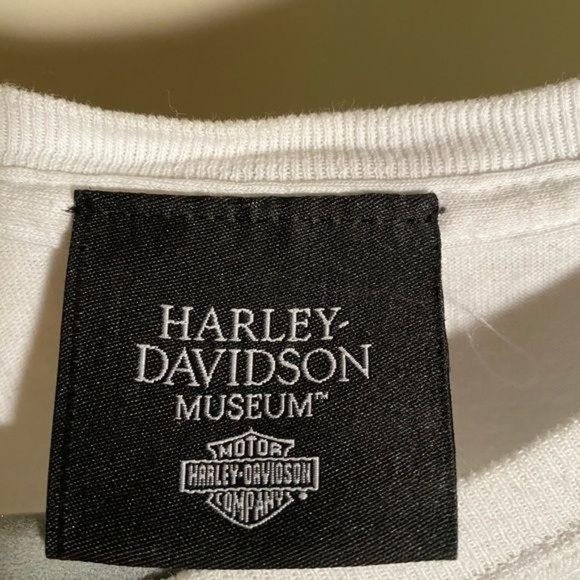 HARLEY-
DAVIDSON
MUSEUM™
MOTOR
HARLEY-DAVIDSON
COMPANY®